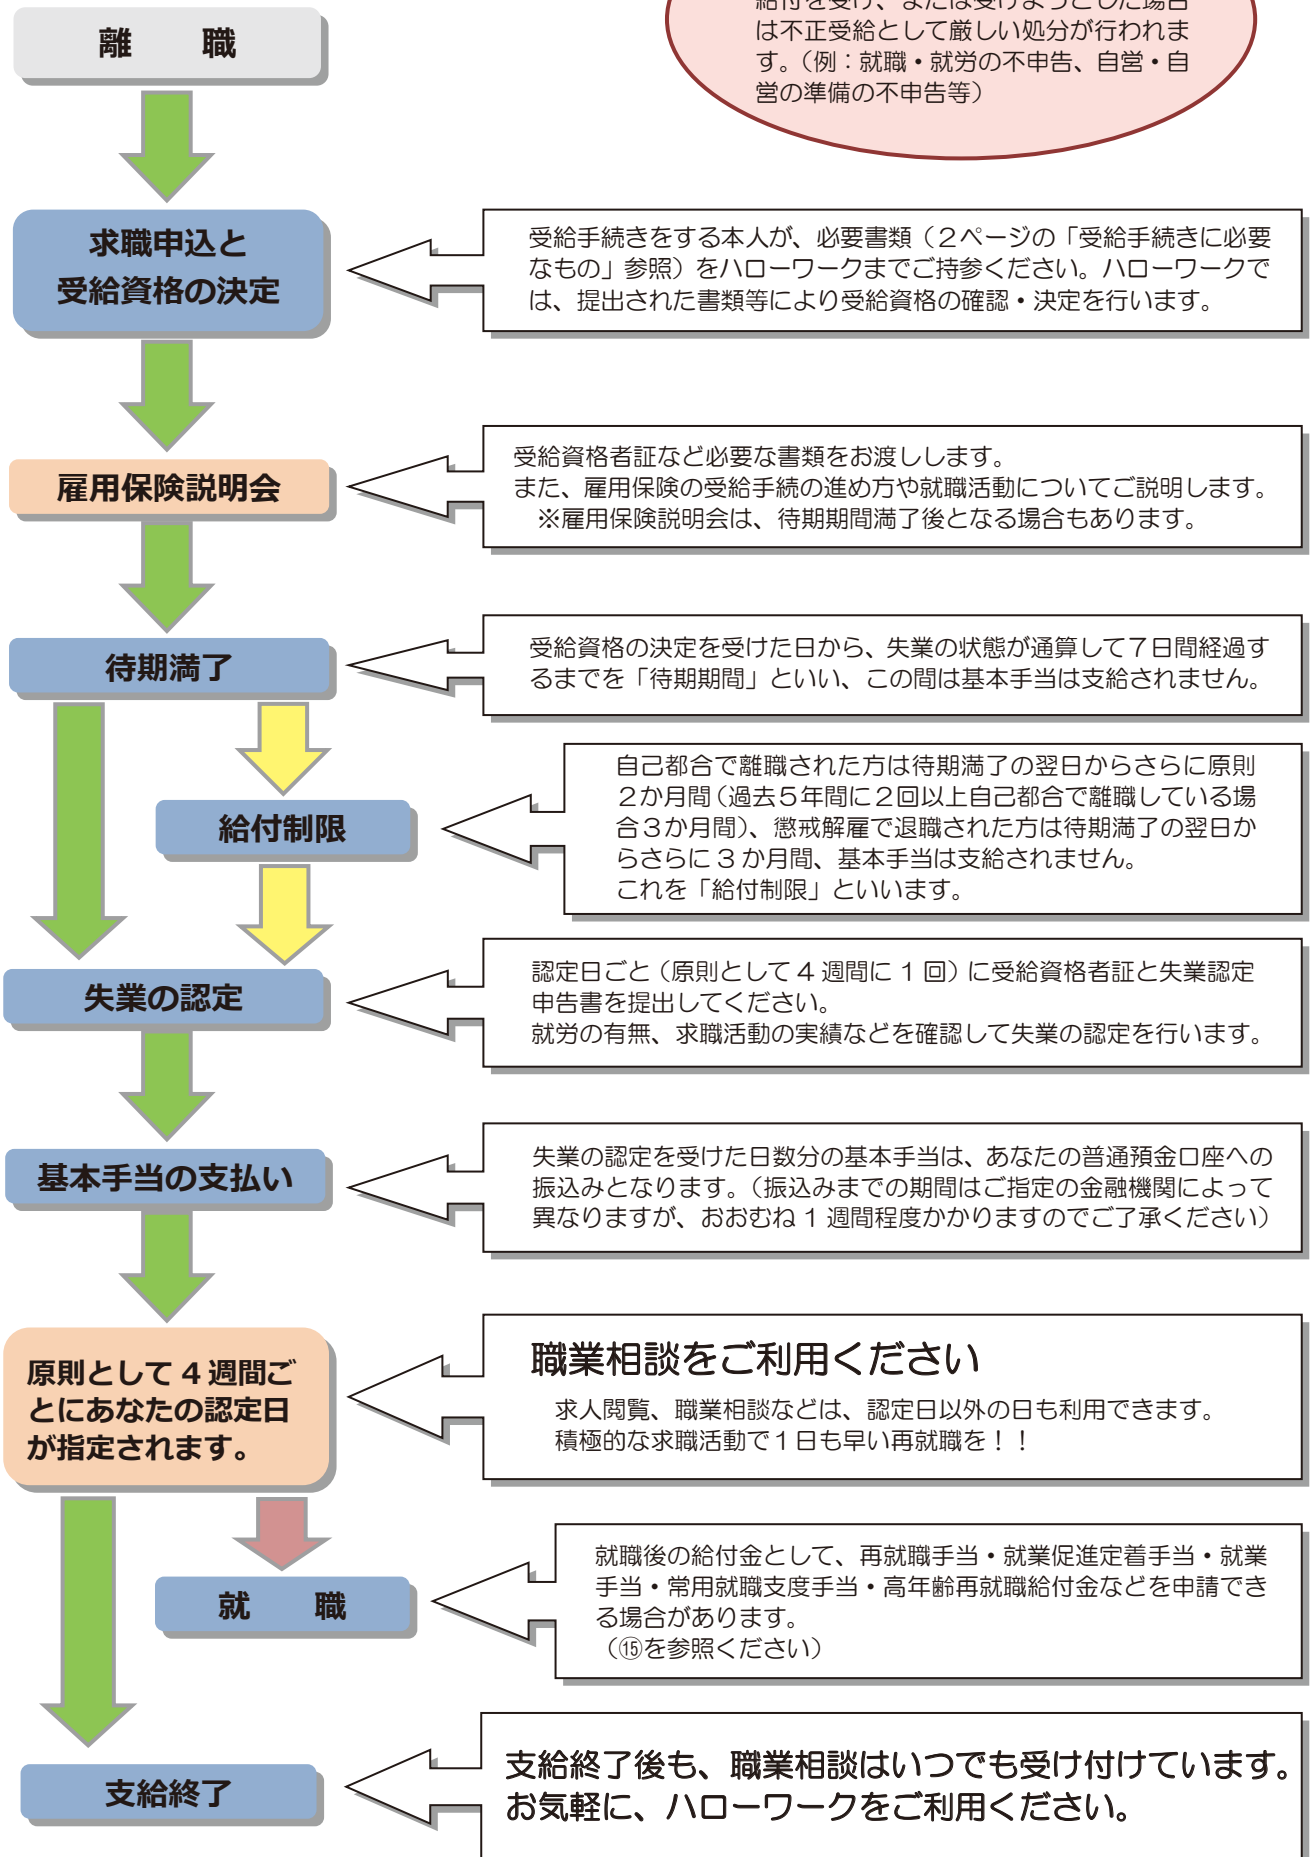 給付を受け、または受けようとした場合
は不正受給として厳しい処分が行われま
す。（例：就職・就労の不申告、自営・自
営の準備の不申告等）
離　　職
求職申込と
受給資格の決定
受給手続きをする本人が、必要書類（２ページの「受給手続きに必要
なもの」参照）をハローワークまでご持参ください。ハローワークで
は、提出された書類等により受給資格の確認・決定を行います。
雇用保険説明会
受給資格者証など必要な書類をお渡しします。
また、雇用保険の受給手続の進め方や就職活動についてご説明します。
※雇用保険説明会は、待期期間満了後となる場合もあります。
待期満了
受給資格の決定を受けた日から、失業の状態が通算して７日間経過す
るまでを「待期期間」といい、この間は基本手当は支給されません。
給付制限
自己都合で離職された方は待期満了の翌日からさらに原則
２か月間（過去５年間に２回以上自己都合で離職している場
合３か月間）、懲戒解雇で退職された方は待期満了の翌日か
らさらに３か月間、基本手当は支給されません。
これを「給付制限」といいます。
失業の認定
認定日ごと（原則として４週間に１回）に受給資格者証と失業認定
申告書を提出してください。
就労の有無、求職活動の実績などを確認して失業の認定を行います。
基本手当の支払い
失業の認定を受けた日数分の基本手当は、あなたの普通預金口座への
振込みとなります。（振込みまでの期間はご指定の金融機関によって
異なりますが、おおむね１週間程度かかりますのでご了承ください）
原則として４週間ご
とにあなたの認定日
が指定されます。
職業相談をご利用ください
求人閲覧、職業相談などは、認定日以外の日も利用できます。
積極的な求職活動で１日も早い再就職を！！
就　　職
就職後の給付金として、再就職手当・就業促進定着手当・就業
手当・常用就職支度手当・高年齢再就職給付金などを申請でき
る場合があります。
（⑮を参照ください）
支給終了
支給終了後も、職業相談はいつでも受け付けています。
お気軽に、ハローワークをご利用ください。